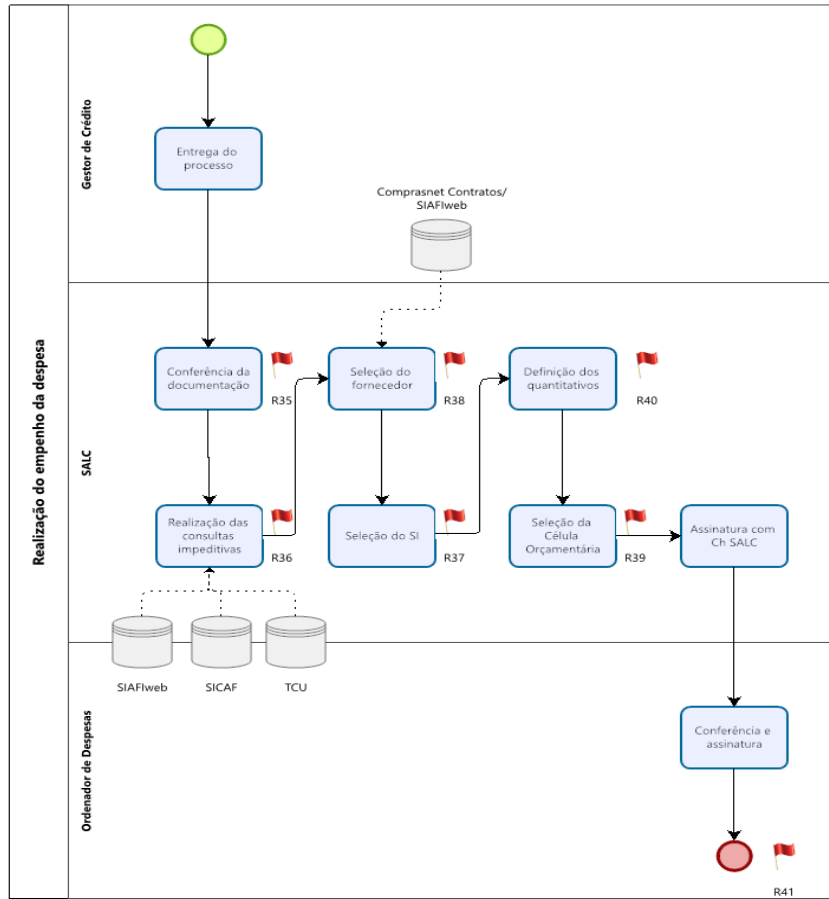 Realização do empenho da despesa
Gestor de Crédito
Entrega do
processo
Comprasnet Contratos/
SIAFIweb
SALC
Conferência da
documentação
R35
Seleção do
fornecedor
R38
Definição dos
quantitativos
R40
Realização das
consultas
impeditivas
R36
Seleção do SI
R37
Seleção da
Célula
Orçamentária
R39
Assinatura com
Ch SALC
SIAFIweb
SICAF
TCU
Ordenador de Despesas
Conferência e
assinatura
R41